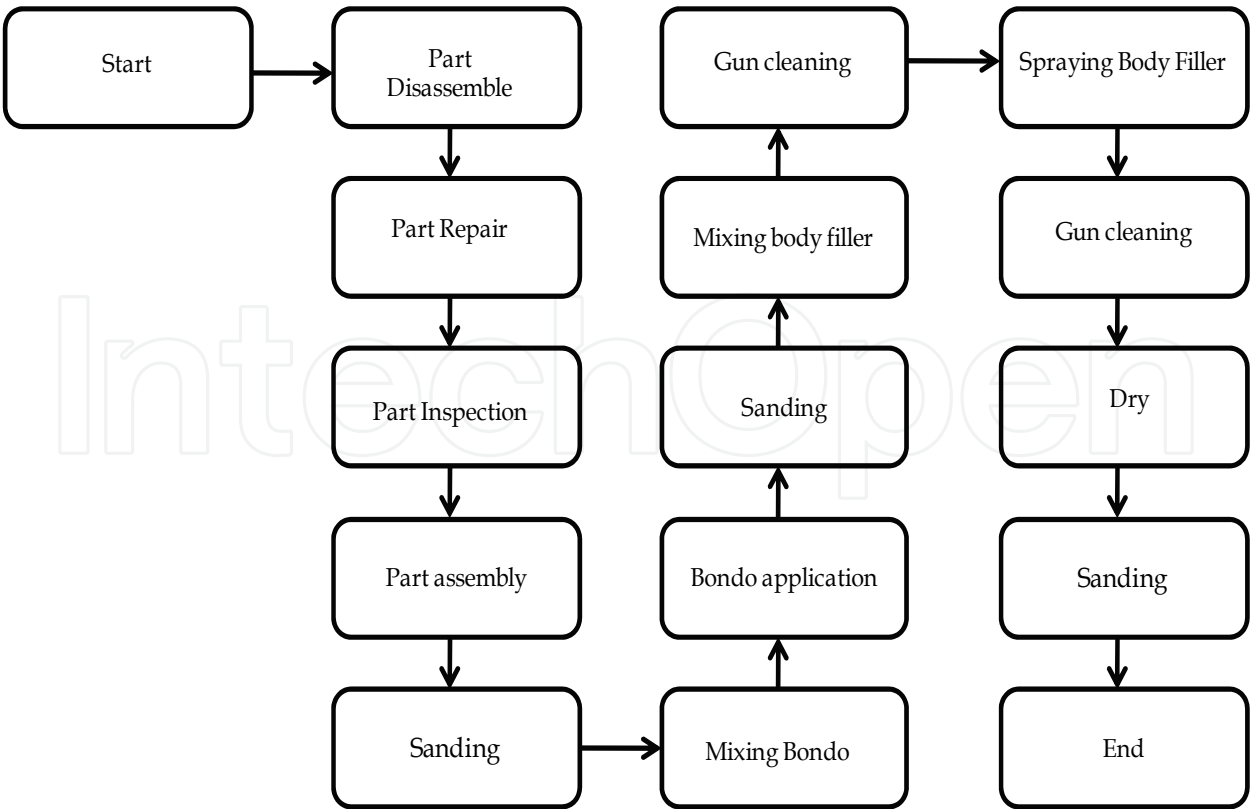 Start
Part
Disassemble
Part Repair
Part Inspection
Part assembly
Sanding
Mixing Bondo
Bondo application
Sanding
Mixing body filler
Gun cleaning
Spraying Body Filler
Gun cleaning
Dry
Sanding
End
IntechOpen